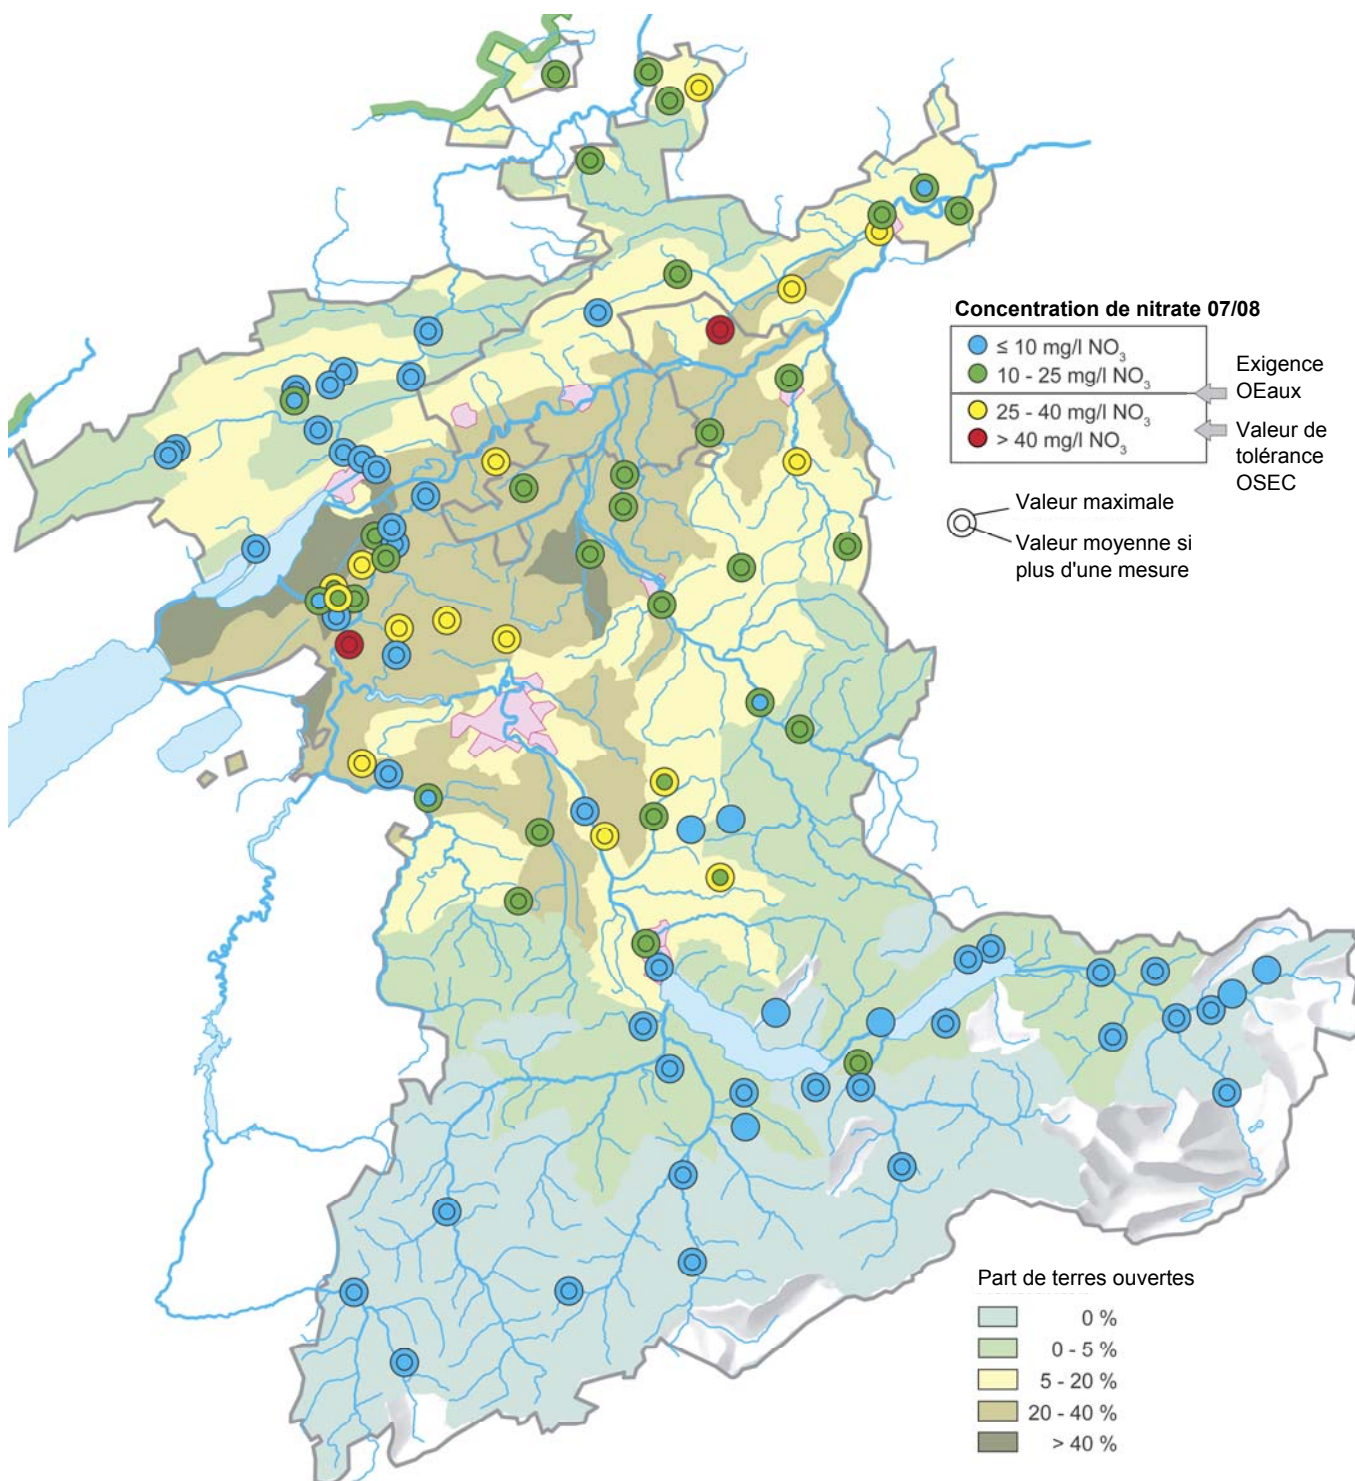 Concentration de nitrate 07/08
≤ 10 mg/l NO3
10 - 25 mg/l NO3
25 - 40 mg/l NO3
> 40 mg/l NO3
Exigence
OEaux
Valeur de
tolérance
OSEC
Valeur maximale
Valeur moyenne si
plus d'une mesure
Part de terres ouvertes
0 %
0 - 5 %
5 - 20 %
20 - 40 %
> 40 %